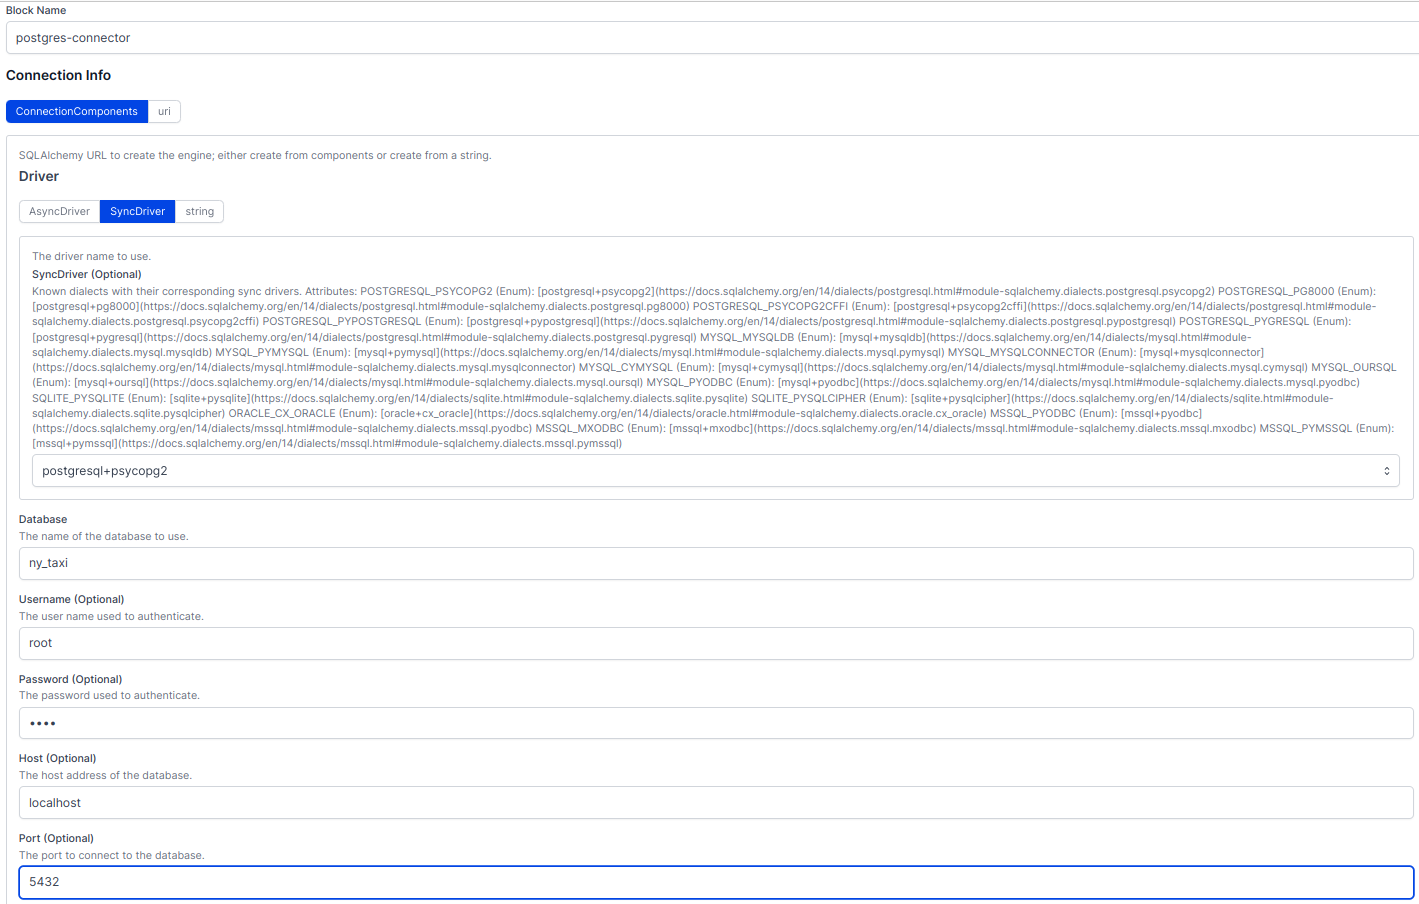 Block Name
postgres-connector
Connection Info
ConnectionComponents uri
SQLAlchemy URL to create the engine; either create from components or create from a string.
Driver
AsyncDriver SyncDriver string
The driver name to use.
SyncDriver (Optional)
Known dialects with their corresponding sync drivers. Attributes: POSTGRESQL_PSYCOPG2 (Enum): [postgresql+psycopg2](https://docs.sqlalchemy.org/en/14/dialects/postgresql.html#module-sqlalchemy.dialects.postgresql.psycopg2) POSTGRESQL_PG8000 (Enum):
[postgresql+pg8000](https://docs.sqlalchemy.org/en/14/dialects/postgresql.html#module-sqlalchemy.dialects.postgresql.pg8000) POSTGRESQL_PSYCOPG2CFFI (Enum): [postgresql+psycopg2cffi](https://docs.sqlalchemy.org/en/14/dialects/postgresql.html#module-
sqlalchemy.dialects.postgresql.psycopg2cffi) POSTGRESQL_PYPOSTGRESQL (Enum): [postgresql+pypostgresql](https://docs.sqlalchemy.org/en/14/dialects/postgresql.html#module-sqlalchemy.dialects.postgresql.pypostgresql) POSTGRESQL_PYGRESQL (Enum):
[postgresql+pygresql](https://docs.sqlalchemy.org/en/14/dialects/postgresql.html#module-sqlalchemy.dialects.postgresql.pygresql) MYSQL_MYSQLDB (Enum): [mysql+mysqldb](https://docs.sqlalchemy.org/en/14/dialects/mysql.html#module-
sqlalchemy.dialects.mysql.mysqldb) MYSQL_PYMYSQL (Enum): [mysql+pymysql](https://docs.sqlalchemy.org/en/14/dialects/mysql.html#module-sqlalchemy.dialects.mysql.pymysql) MYSQL_MYSQLCONNECTOR (Enum): [mysql+mysqlconnector]
(https://docs.sqlalchemy.org/en/14/dialects/mysql.html#module-sqlalchemy.dialects.mysql.mysqlconnector) MYSQL_CYMYSQL (Enum): [mysql+cymysql](https://docs.sqlalchemy.org/en/14/dialects/mysql.html#module-sqlalchemy.dialects.mysql.cymysql) MYSQL_OURSQL
(Enum): [mysql+oursql](https://docs.sqlalchemy.org/en/14/dialects/mysql.html#module-sqlalchemy.dialects.mysql.oursql) MYSQL_PYODBC (Enum): [mysql+pyodbc](https://docs.sqlalchemy.org/en/14/dialects/mysql.html#module-sqlalchemy.dialects.mysql.pyodbc)
SQLITE_PYSQLITE (Enum): [sqlite+pysqlite](https://docs.sqlalchemy.org/en/14/dialects/sqlite.html#module-sqlalchemy.dialects.sqlite.pysqlite) SQLITE_PYSQLCIPHER (Enum): [sqlite+pysqlcipher](https://docs.sqlalchemy.org/en/14/dialects/sqlite.html#module-
sqlalchemy.dialects.sqlite.pysqlcipher) ORACLE_CX_ORACLE (Enum): [oracle+cx_oracle](https://docs.sqlalchemy.org/en/14/dialects/oracle.html#module-sqlalchemy.dialects.oracle.cx_oracle) MSSQL_PYODBC (Enum): [mssql+pyodbc]
(https://docs.sqlalchemy.org/en/14/dialects/mssql.html#module-sqlalchemy.dialects.mssql.pyodbc) MSSQL_MXODBC (Enum): [mssql+mxodbc](https://docs.sqlalchemy.org/en/14/dialects/mssql.html#module-sqlalchemy.dialects.mssql.mxodbc) MSSQL_PYMSSQL (Enum):
[mssql+pymssql](https://docs.sqlalchemy.org/en/14/dialects/mssql.html#module-sqlalchemy.dialects.mssql.pymssql)
postgresql+psycopg2
Database
The name of the database to use.
ny_taxi
Username (Optional)
The user name used to authenticate.
root
Password (Optional)
The password used to authenticate.
••••
Host (Optional)
The host address of the database.
localhost
Port (Optional)
The port to connect to the database.
5432